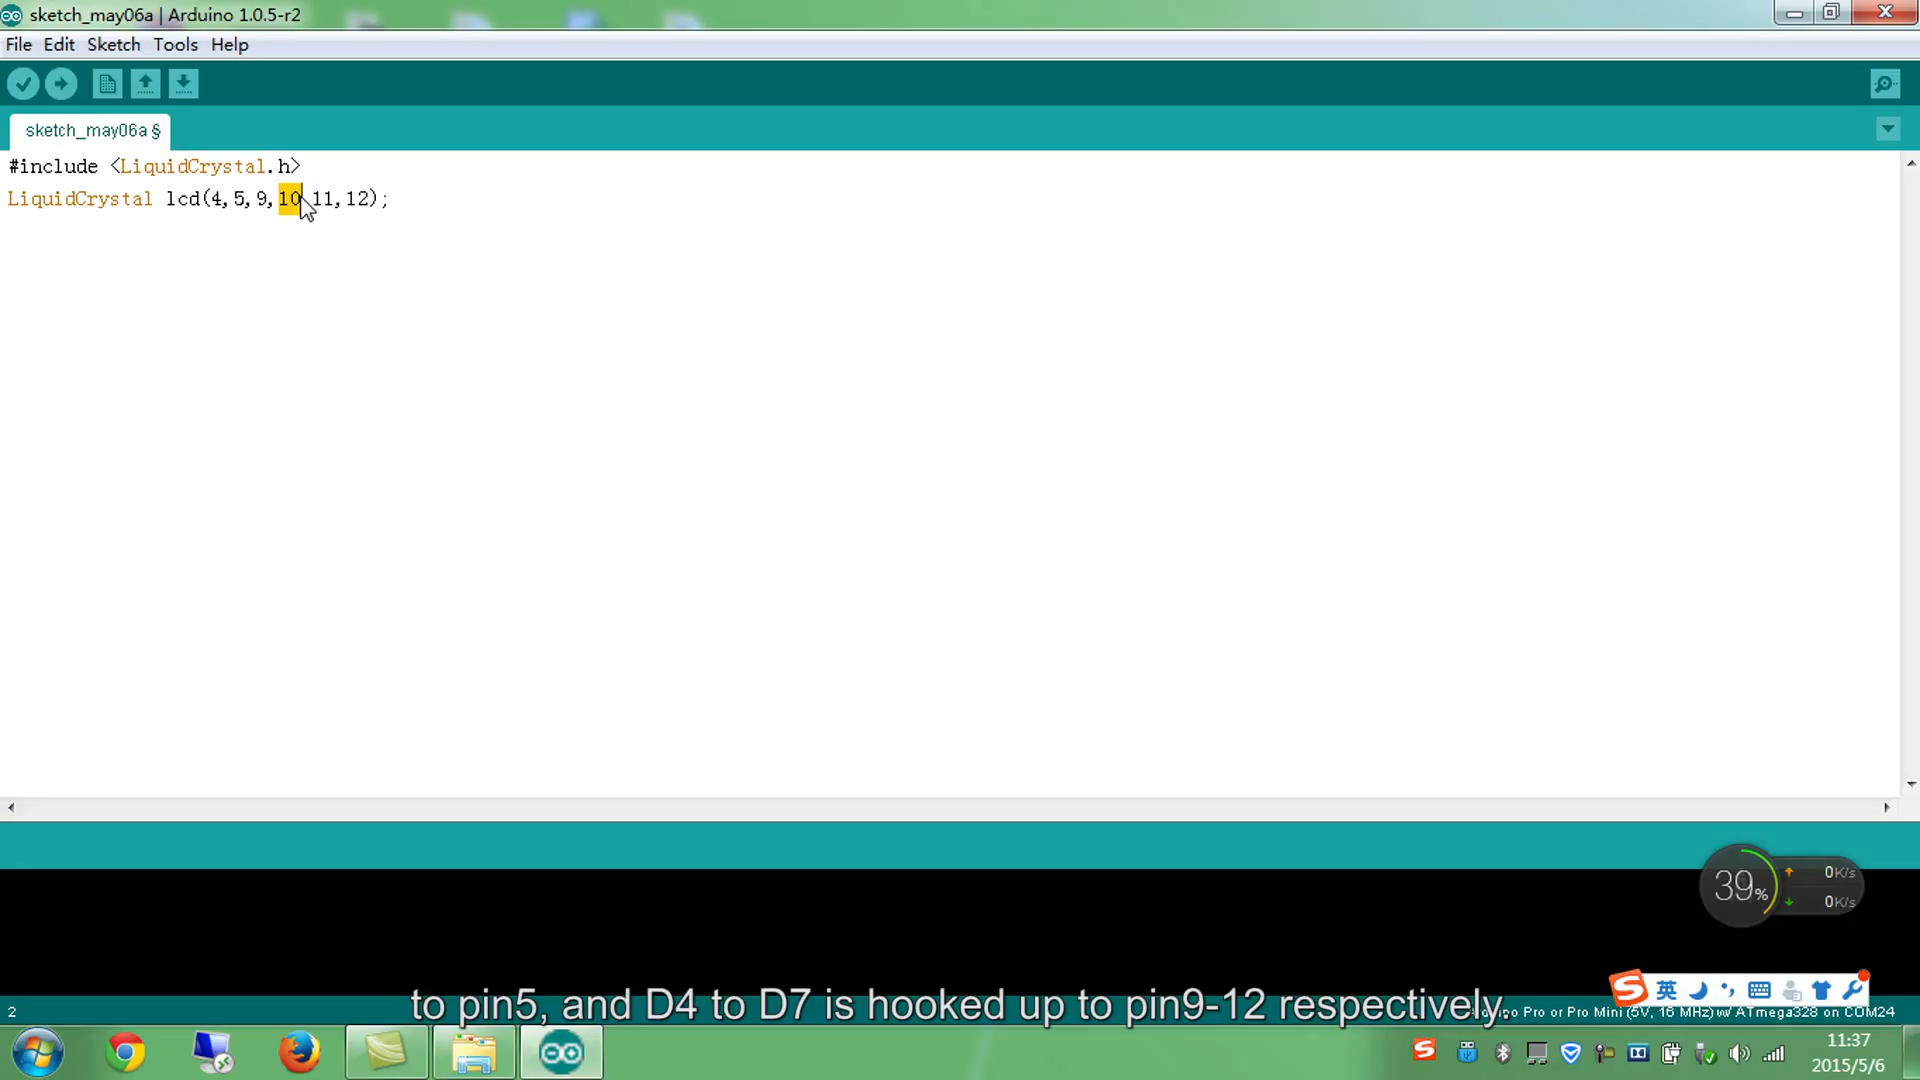 sketch_may06a | Arduino 1.0.5-r2
File Edit Sketch Tools Help
sketch_may06a §
#include <LiquidCrystal.h>
LiquidCrystal lcd(4,5,9,10,11,12);
39%
0K/s
0K/s
英
to pin5, and D4 to D7 is hooked up to pin9-12 respectively.
2
Pro or Pro Mini (5V, 16 MHz) w/ ATmega328 on COM24
11:37
2015/5/6